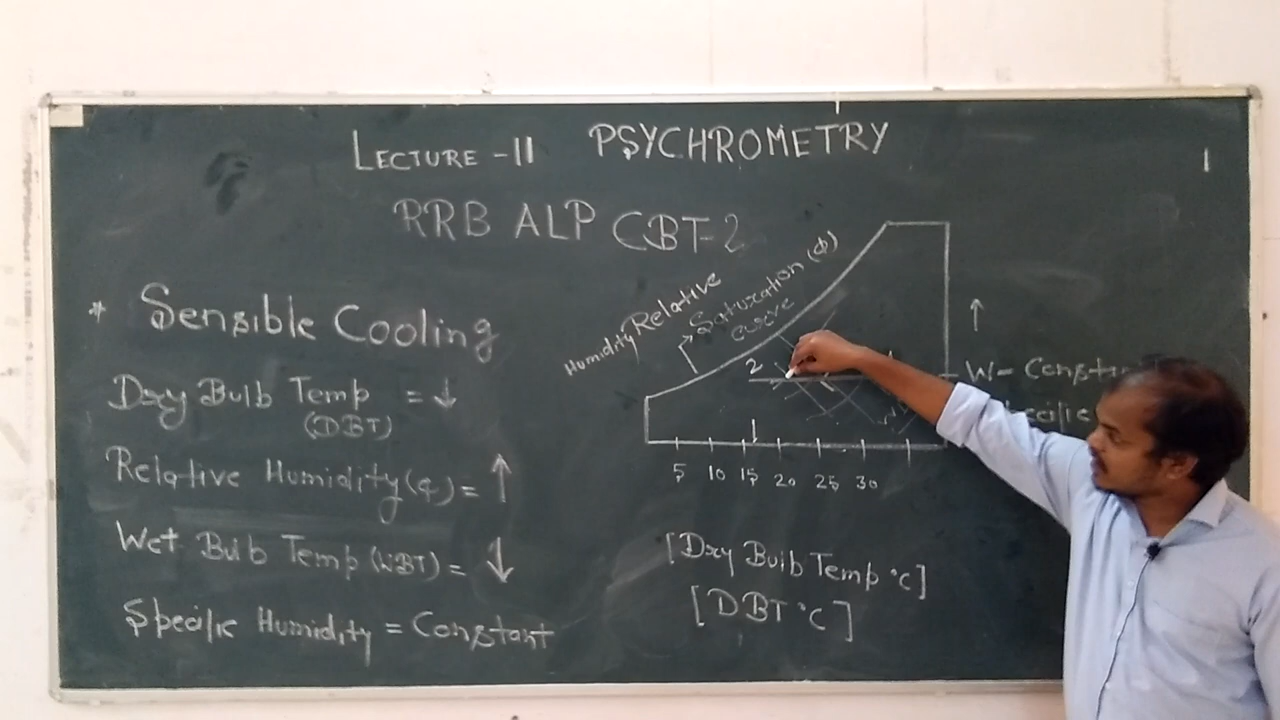 LECTURE -11 PSYCHROMETRY
RRB ALP CBT-2
* Sensible Cooling
Dry Bulb Temp = ↓
(DBT)
Relative Humidity (φ) = ↑
Wet Bulb Temp (WBT) = ↓
Specific Humidity = Constant
Humidity Relative
Saturation (φ)
curve
2
↑
W- Const
5 10 15 20 25 30
[Dry Bulb Temp °C]
[DBT °C]
1